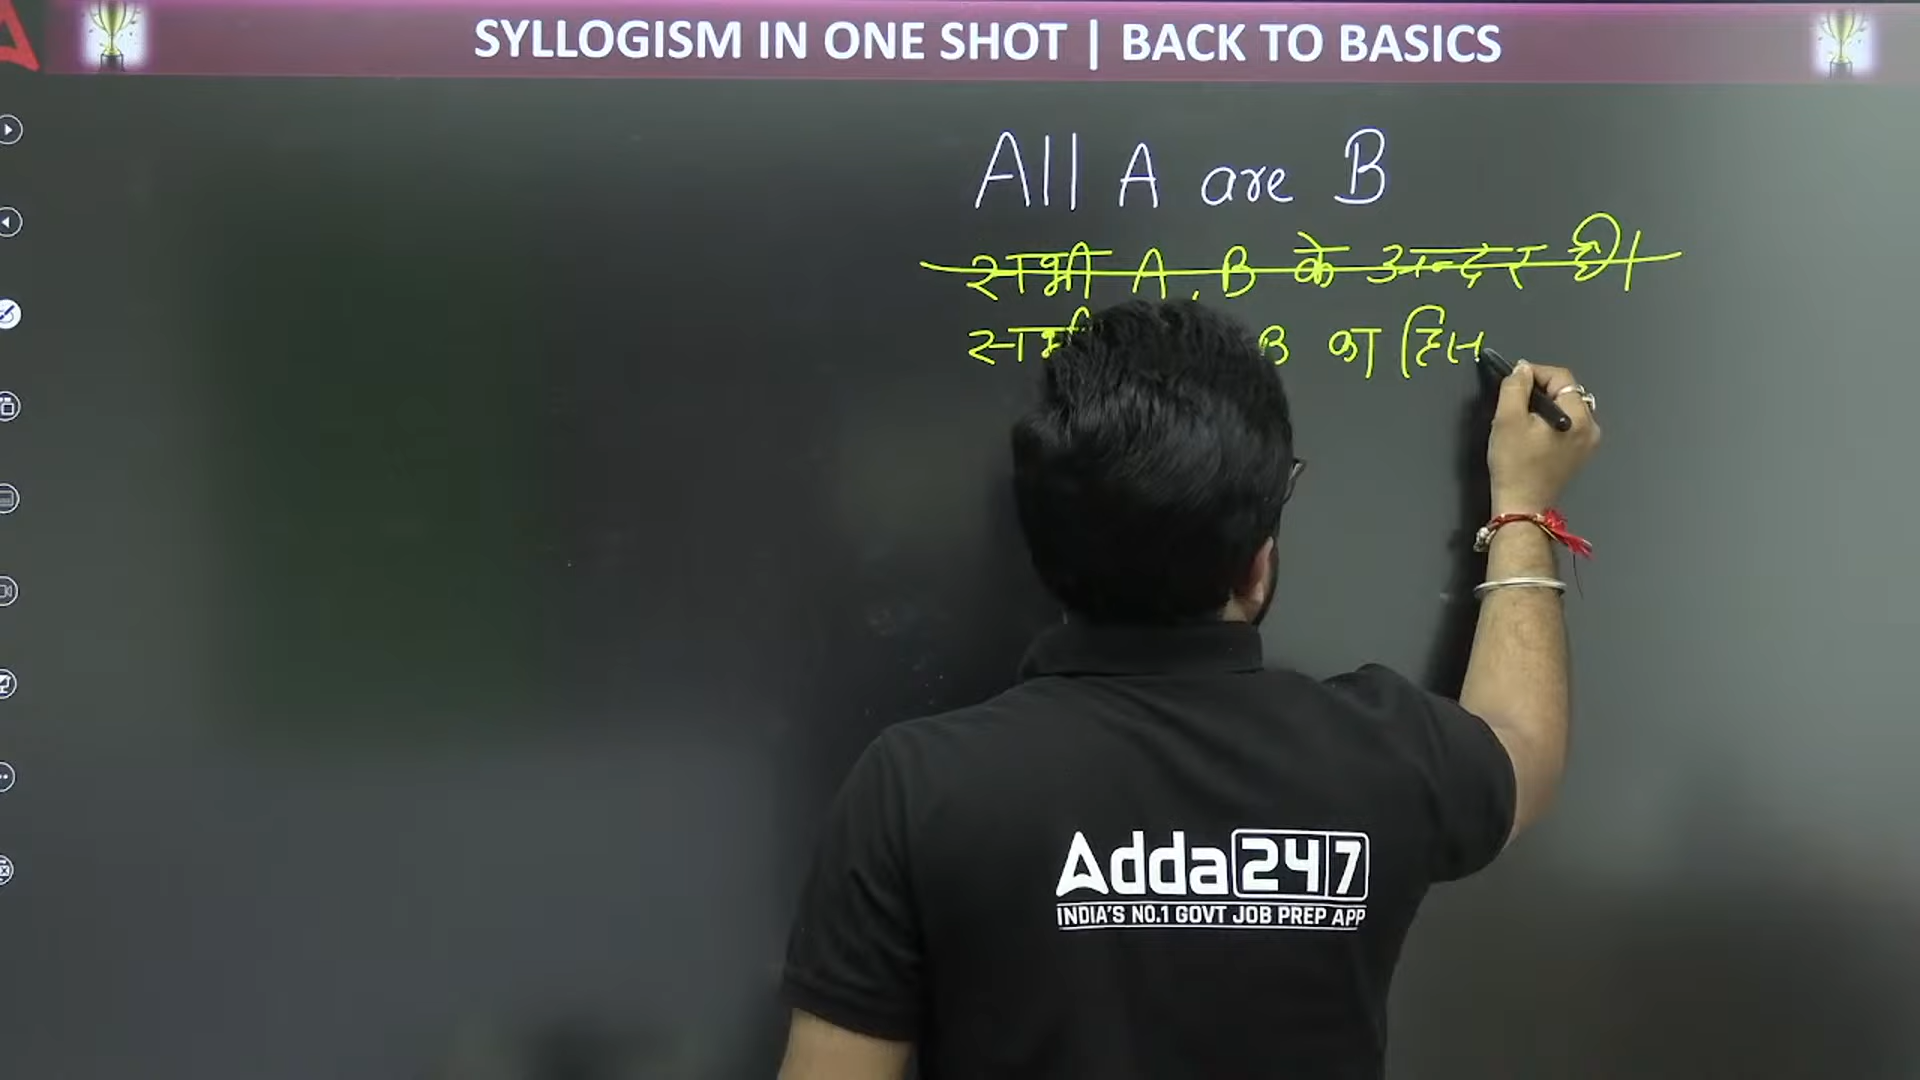 SYLLOGISM IN ONE SHOT | BACK TO BASICS
All A are B
सभी A, B के अन्दर है।
B का
Adda247
INDIA'S NO.1 GOVT JOB PREP APP